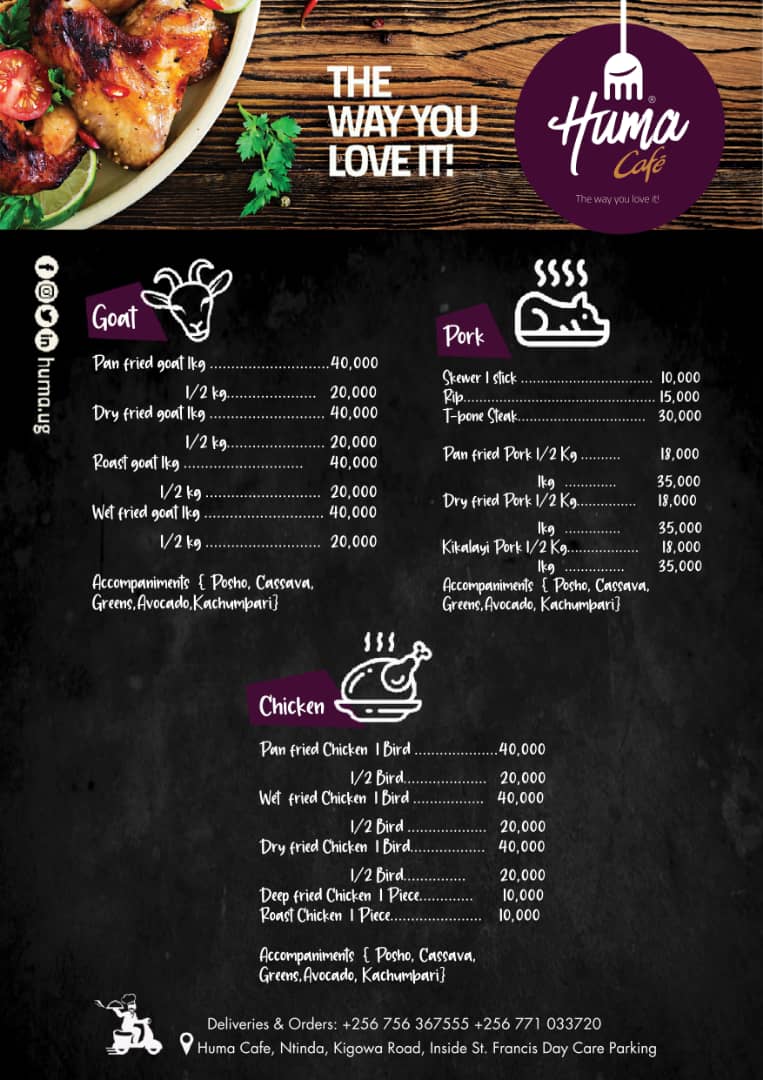 THE
WAY YOU
LOVE IT!
Huma®
Café
The way you love it!
huma.ug
Goat
Pan fried goat 1kg ............................40,000
1/2 kg..................... 20,000
Dry fried goat 1kg ........................... 40,000
1/2 kg....................... 20,000
Roast goat 1kg ............................ 40,000
1/2 kg ........................... 20,000
Wet fried goat 1kg ............................ 40,000
1/2 kg ........................... 20,000
Accompaniments { Posho, Cassava,
Greens,Avocado,Kachumbari}
Pork
Skewer 1 stick ............................... 10,000
Rip............................................. 15,000
T-bone Steak.............................. 30,000
Pan fried Pork 1/2 Kg .......... 18,000
1kg ............. 35,000
Dry fried Pork 1/2 Kg.............. 18,000
1kg .............. 35,000
Kikalayi Pork 1/2 Kg.................. 18,000
1kg ............... 35,000
Accompaniments { Posho, Cassava,
Greens,Avocado, Kachumbari}
Chicken
Pan fried Chicken 1 Bird ....................40,000
1/2 Bird.................... 20,000
Wet fried Chicken 1 Bird ................. 40,000
1/2 Bird ................... 20,000
Dry fried Chicken 1 Bird.................. 40,000
1/2 Bird............... 20,000
Deep fried Chicken 1 Piece............. 10,000
Roast Chicken 1 Piece...................... 10,000
Accompaniments { Posho, Cassava,
Greens,Avocado, Kachumbari}
Deliveries & Orders: +256 756 367555 +256 771 033720
Huma Cafe, Ntinda, Kigowa Road, Inside St. Francis Day Care Parking